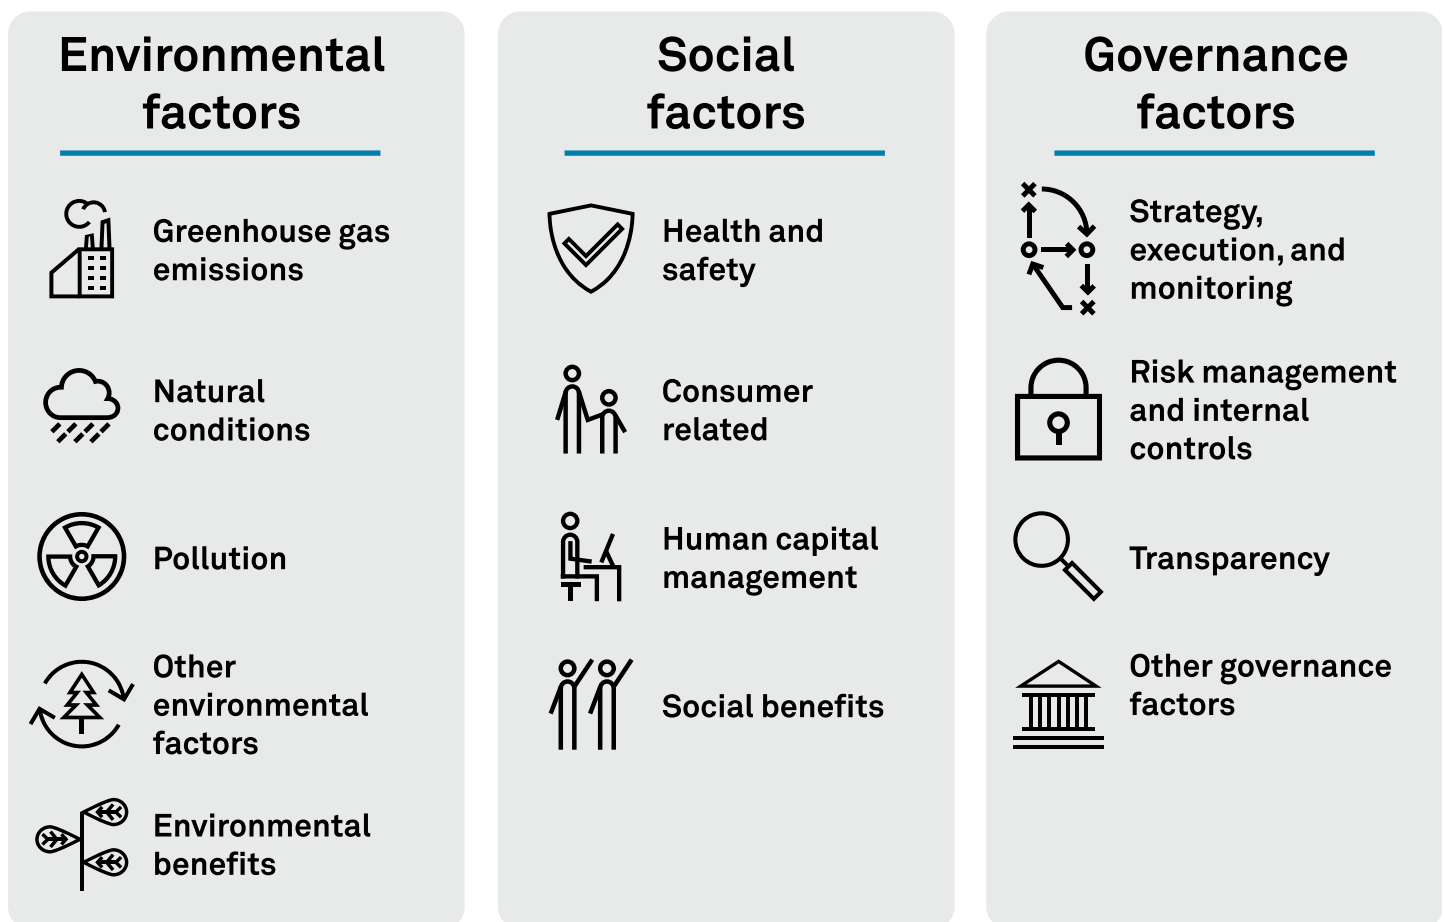 Environmental
factors
Greenhouse gas
emissions
Natural
conditions
Pollution
Other
environmental
factors
Environmental
benefits
Social
factors
Health and
safety
Consumer
related
Human capital
management
Social benefits
Governance
factors
Strategy,
execution, and
monitoring
Risk management
and internal
controls
Transparency
Other governance
factors